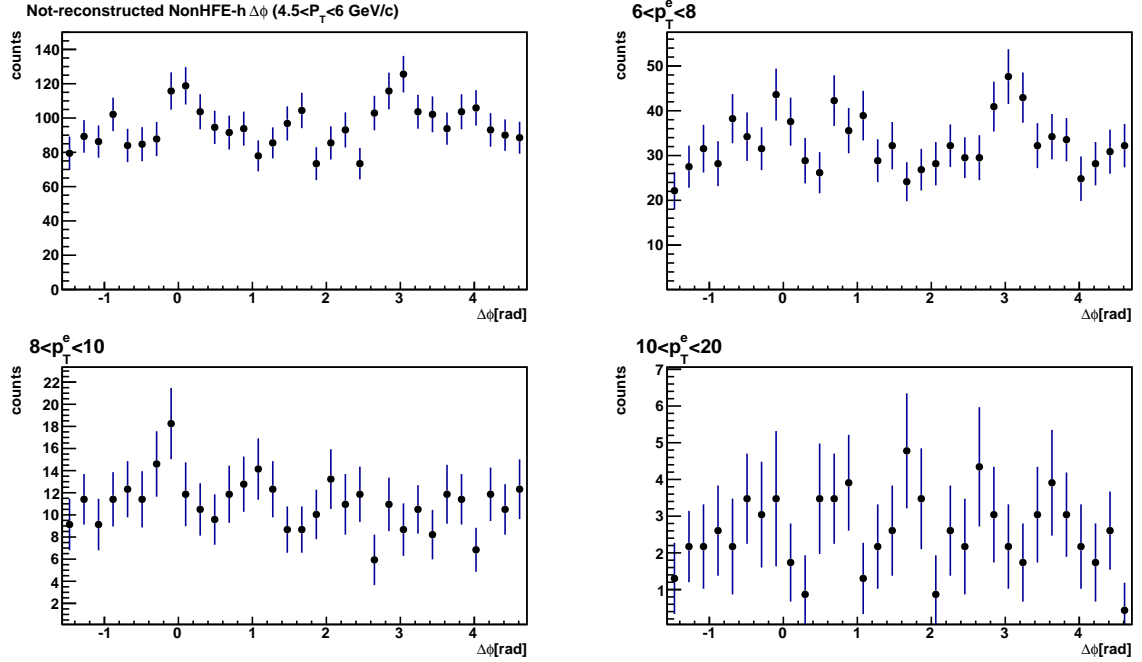 Not-reconstructed NonHFE-h Δϕ (4.5<P_T<6 GeV/c)
counts
140
120
100
80
60
40
20
0
-1 0 1 2 3 4
Δϕ[rad]
6<p_T^e<8
counts
50
40
30
20
10
-1 0 1 2 3 4
Δϕ[rad]
8<p_T^e<10
counts
22
20
18
16
14
12
10
8
6
4
2
-1 0 1 2 3 4
Δϕ[rad]
10<p_T^e<20
counts
7
6
5
4
3
2
1
-1 0 1 2 3 4
Δϕ[rad]